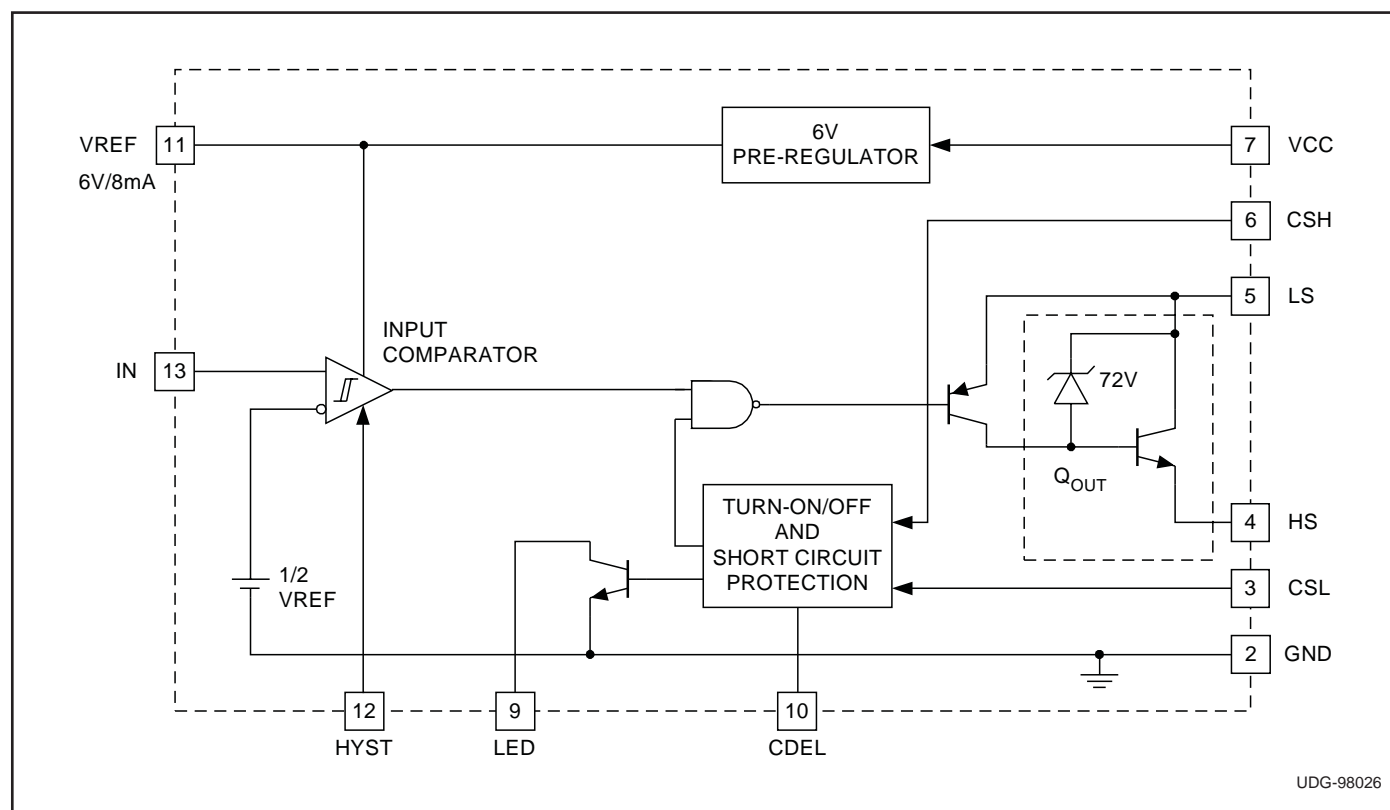 6V
PRE-REGULATOR
VREF
11
6V/8mA
7
VCC
6
CSH
5
LS
INPUT
COMPARATOR
IN
13
72V
QOUT
TURN-ON/OFF
AND
SHORT CIRCUIT
PROTECTION
4
HS
1/2
VREF
3
CSL
2
GND
12
HYST
9
LED
10
CDEL
UDG-98026